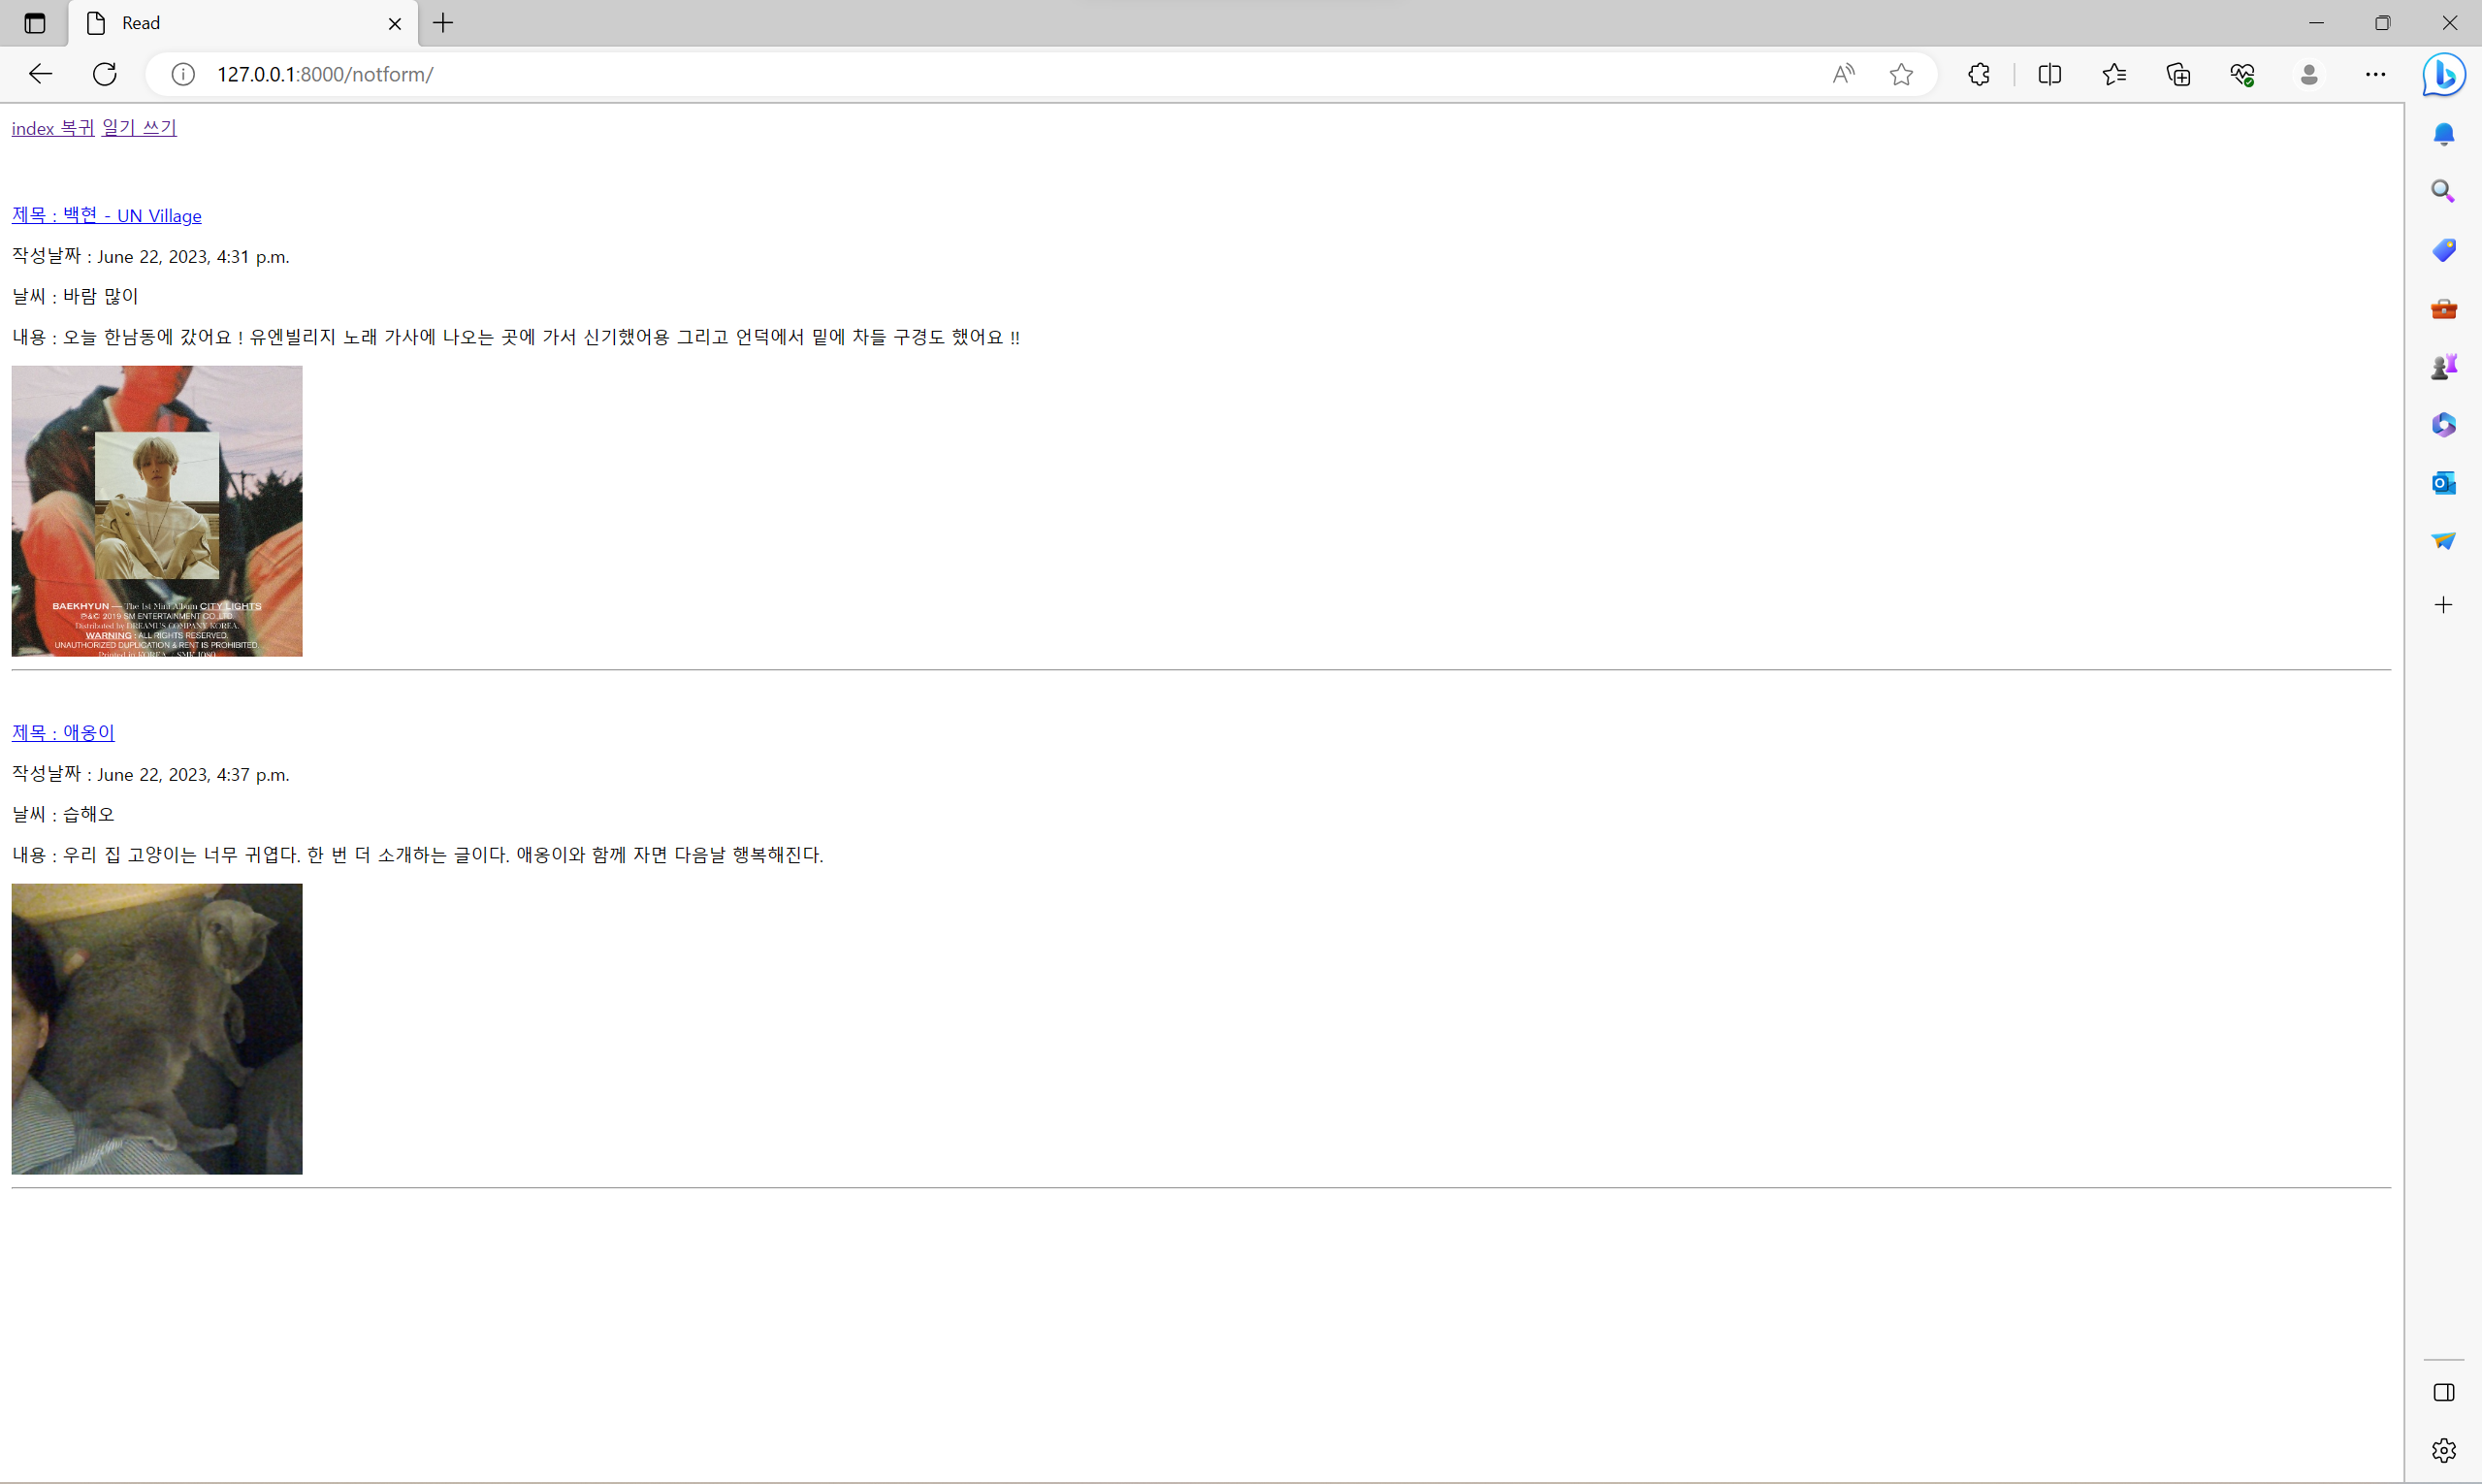 Read
127.0.0.1:8000/notform/
index 복귀 일기 쓰기
제목 : 백현 - UN Village
작성날짜 : June 22, 2023, 4:31 p.m.
날씨 : 바람 많이
내용 : 오늘 한남동에 갔어요 ! 유엔빌리지 노래 가사에 나오는 곳에 가서 신기했어용 그리고 언덕에서 밑에 차들 구경도 했어요 !!
BAEKHYUN — The 1st Mini Album CITY LIGHTS
℗&© 2019 SM ENTERTAINMENT CO.,LTD.
Distributed by DREAMUS COMPANY KOREA.
WARNING : ALL RIGHTS RESERVED.
UNAUTHORIZED DUPLICATION & RENT IS PROHIBITED.
Printed in KOREA / SMK 1080
제목 : 애옹이
작성날짜 : June 22, 2023, 4:37 p.m.
날씨 : 습해오
내용 : 우리 집 고양이는 너무 귀엽다. 한 번 더 소개하는 글이다. 애옹이와 함께 자면 다음날 행복해진다.